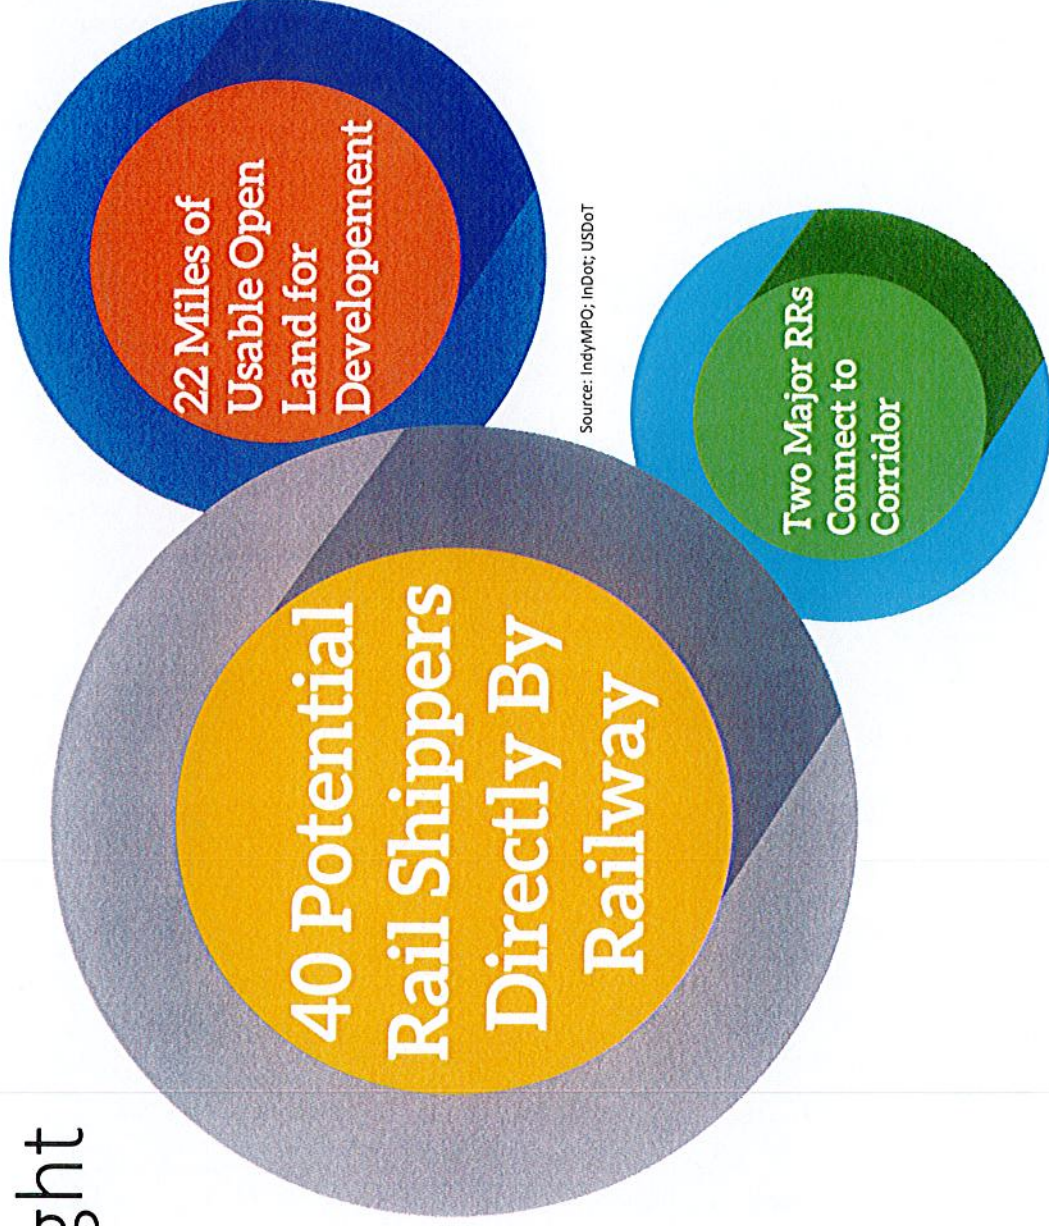 ght
40 Potential
Rail Shippers
Directly By
Railway
22 Miles of
Usable Open
Land for
Developement
Source: IndyMPO; InDot; USDoT
Two Major RRs
Connect to
Corridor